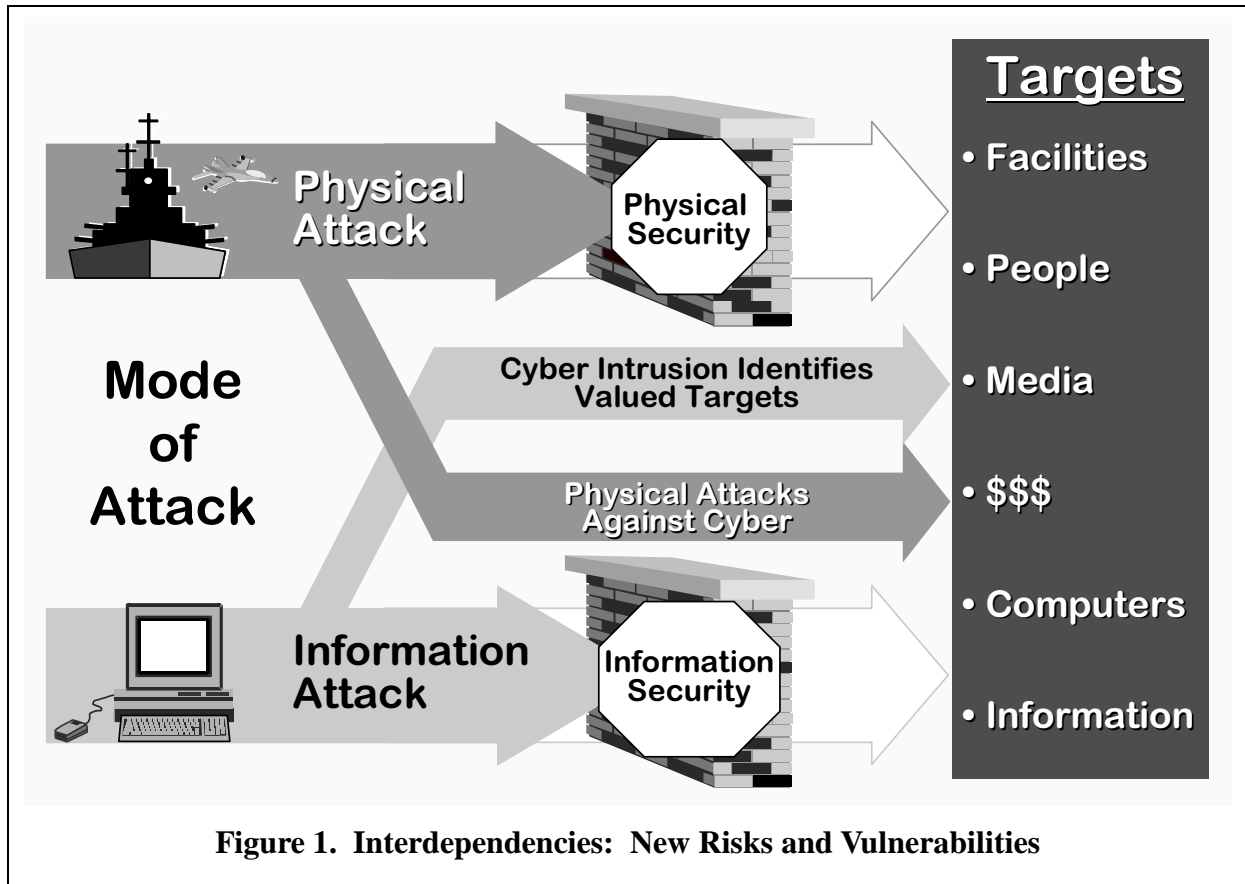 Targets
Physical
Attack
Physical
Security
• Facilities
• People
Mode
of
Attack
Cyber Intrusion Identifies
Valued Targets
• Media
Physical Attacks
Against Cyber
• $$$
Information
Attack
Information
Security
• Computers
• Information
Figure 1. Interdependencies: New Risks and Vulnerabilities